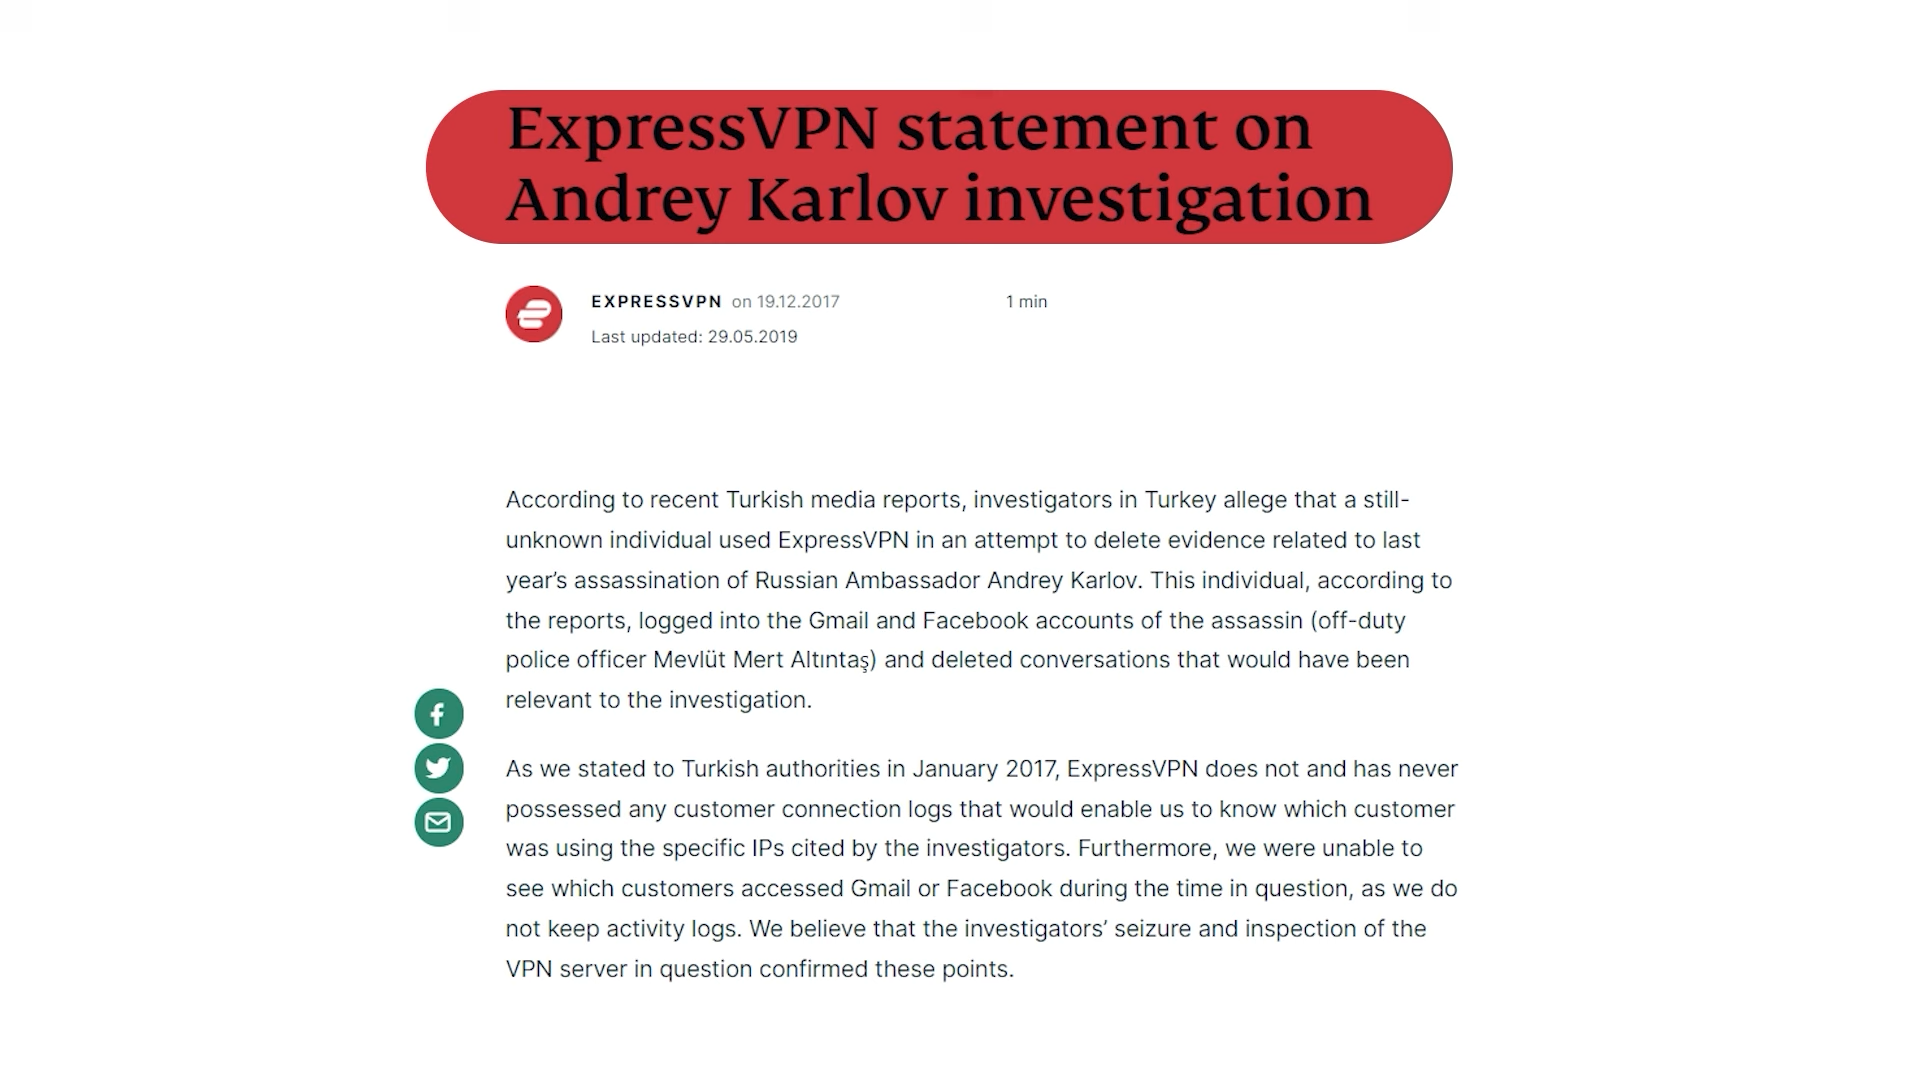 ExpressVPN statement on
Andrey Karlov investigation
EXPRESSVPN on 19.12.2017 1 min
Last updated: 29.05.2019
According to recent Turkish media reports, investigators in Turkey allege that a still-
unknown individual used ExpressVPN in an attempt to delete evidence related to last
year’s assassination of Russian Ambassador Andrey Karlov. This individual, according to
the reports, logged into the Gmail and Facebook accounts of the assassin (off-duty
police officer Mevlüt Mert Altıntaş) and deleted conversations that would have been
relevant to the investigation.
As we stated to Turkish authorities in January 2017, ExpressVPN does not and has never
possessed any customer connection logs that would enable us to know which customer
was using the specific IPs cited by the investigators. Furthermore, we were unable to
see which customers accessed Gmail or Facebook during the time in question, as we do
not keep activity logs. We believe that the investigators’ seizure and inspection of the
VPN server in question confirmed these points.